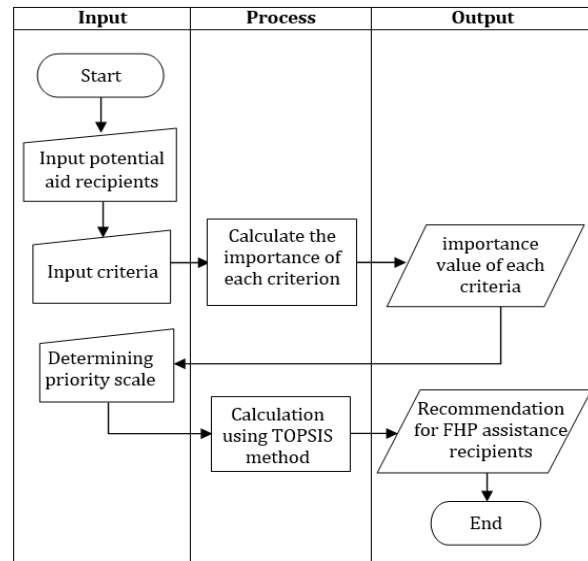 Input
Process
Output
Start
Input potential
aid recipients
Input criteria
Calculate the
importance of
each criterion
importance
value of each
criteria
Determining
priority scale
Calculation
using TOPSIS
method
Recommendation
for FHP assistance
recipients
End